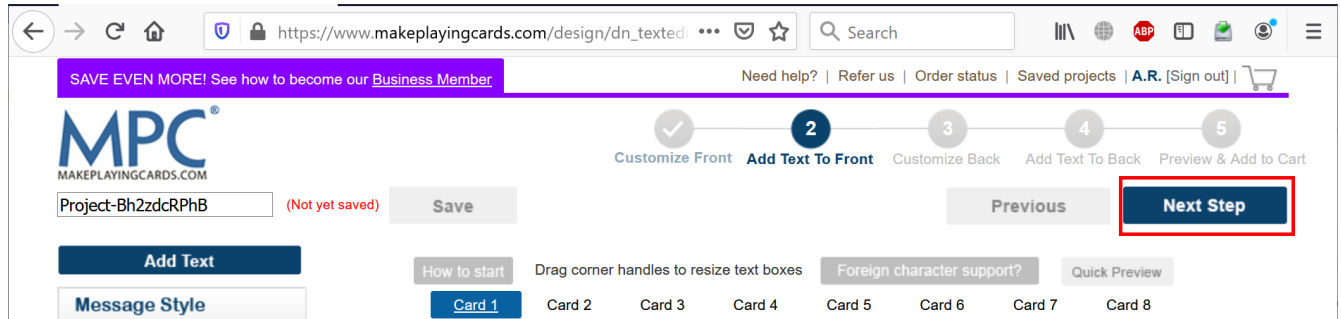 https://www.makeplayingcards.com/design/dn_textedi ••• Search ABP
SAVE EVEN MORE! See how to become our Business Member Need help? | Refer us | Order status | Saved projects | A.R. [Sign out] |
MPC®
MAKEPLAYINGCARDS.COM
2 3 4 5
Customize Front Add Text To Front Customize Back Add Text To Back Preview & Add to Cart
Project-Bh2zdcRPhB (Not yet saved) Save Previous Next Step
Add Text How to start Drag corner handles to resize text boxes Foreign character support? Quick Preview
Message Style Card 1 Card 2 Card 3 Card 4 Card 5 Card 6 Card 7 Card 8